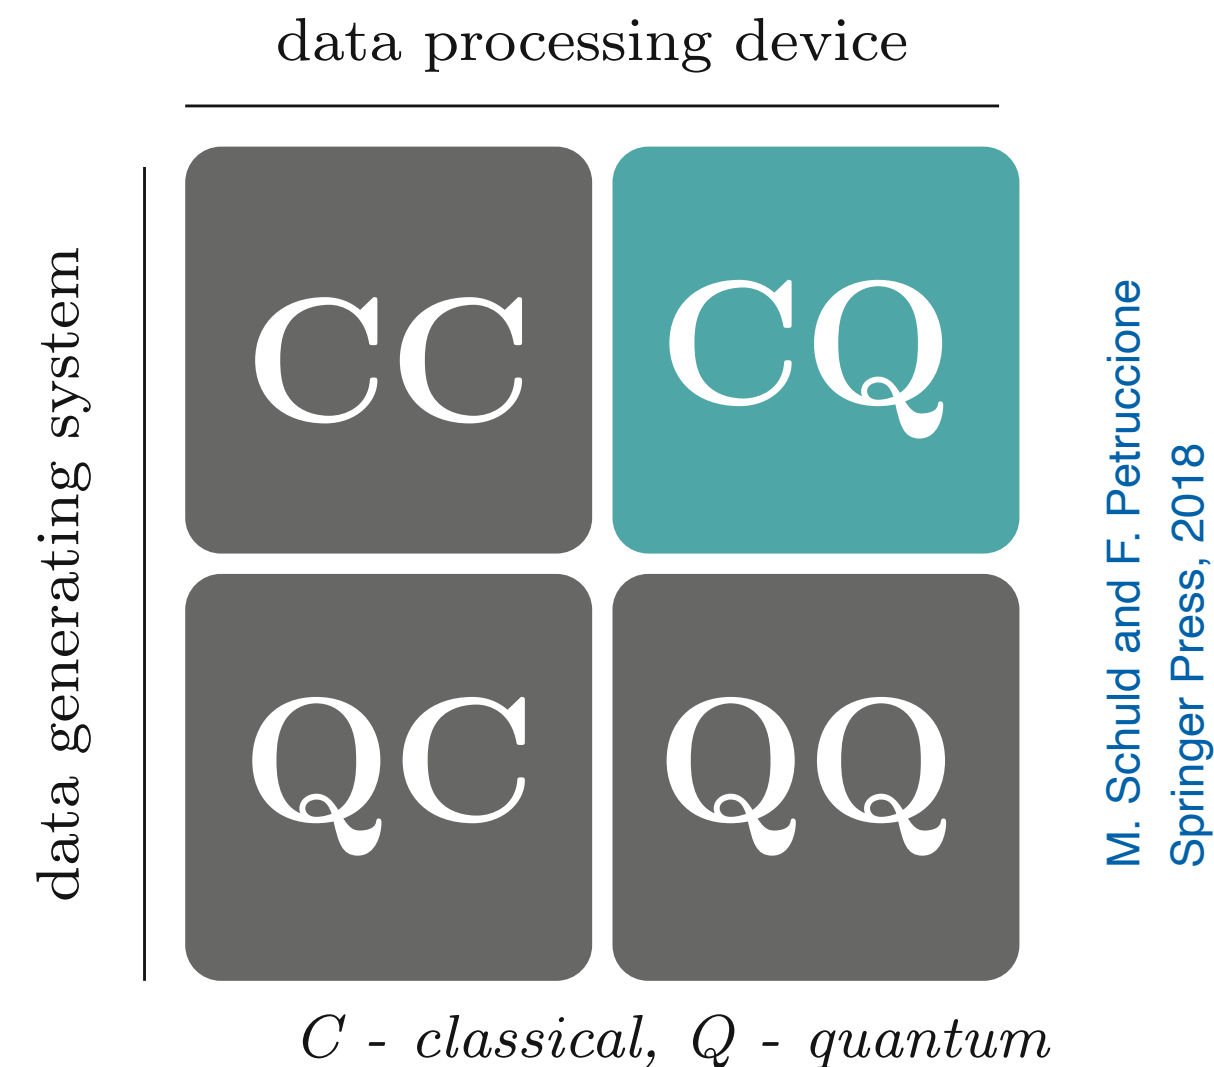 data processing device
data generating system
CC
CQ
QC
QQ
C - classical, Q - quantum
M. Schuld and F. Petruccione
Springer Press, 2018